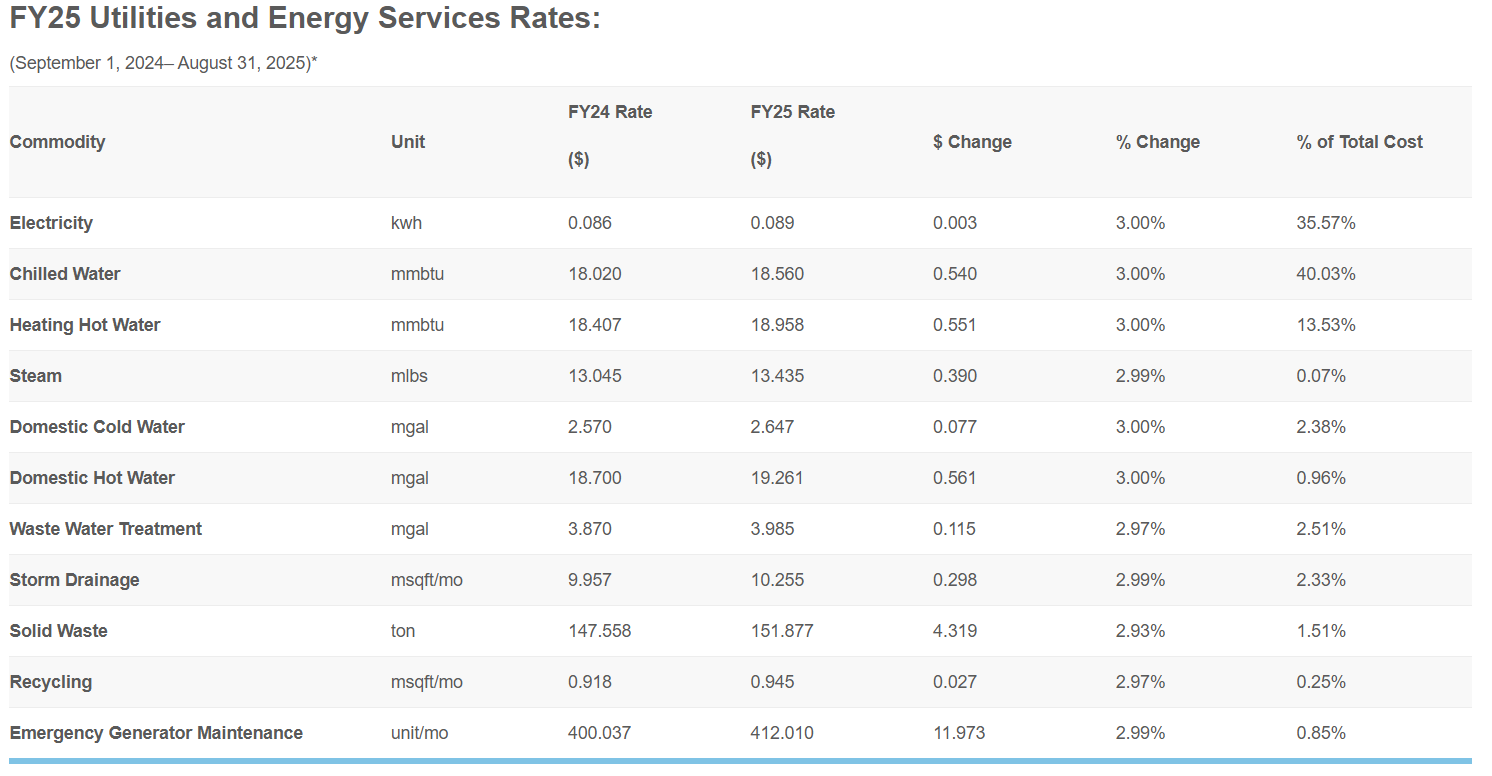 FY25 Utilities and Energy Services Rates:
(September 1, 2024– August 31, 2025)*
Commodity Unit FY24 Rate ($) FY25 Rate ($) $ Change % Change % of Total Cost
Electricity kwh 0.086 0.089 0.003 3.00% 35.57%
Chilled Water mmbtu 18.020 18.560 0.540 3.00% 40.03%
Heating Hot Water mmbtu 18.407 18.958 0.551 3.00% 13.53%
Steam mlbs 13.045 13.435 0.390 2.99% 0.07%
Domestic Cold Water mgal 2.570 2.647 0.077 3.00% 2.38%
Domestic Hot Water mgal 18.700 19.261 0.561 3.00% 0.96%
Waste Water Treatment mgal 3.870 3.985 0.115 2.97% 2.51%
Storm Drainage msqft/mo 9.957 10.255 0.298 2.99% 2.33%
Solid Waste ton 147.558 151.877 4.319 2.93% 1.51%
Recycling msqft/mo 0.918 0.945 0.027 2.97% 0.25%
Emergency Generator Maintenance unit/mo 400.037 412.010 11.973 2.99% 0.85%